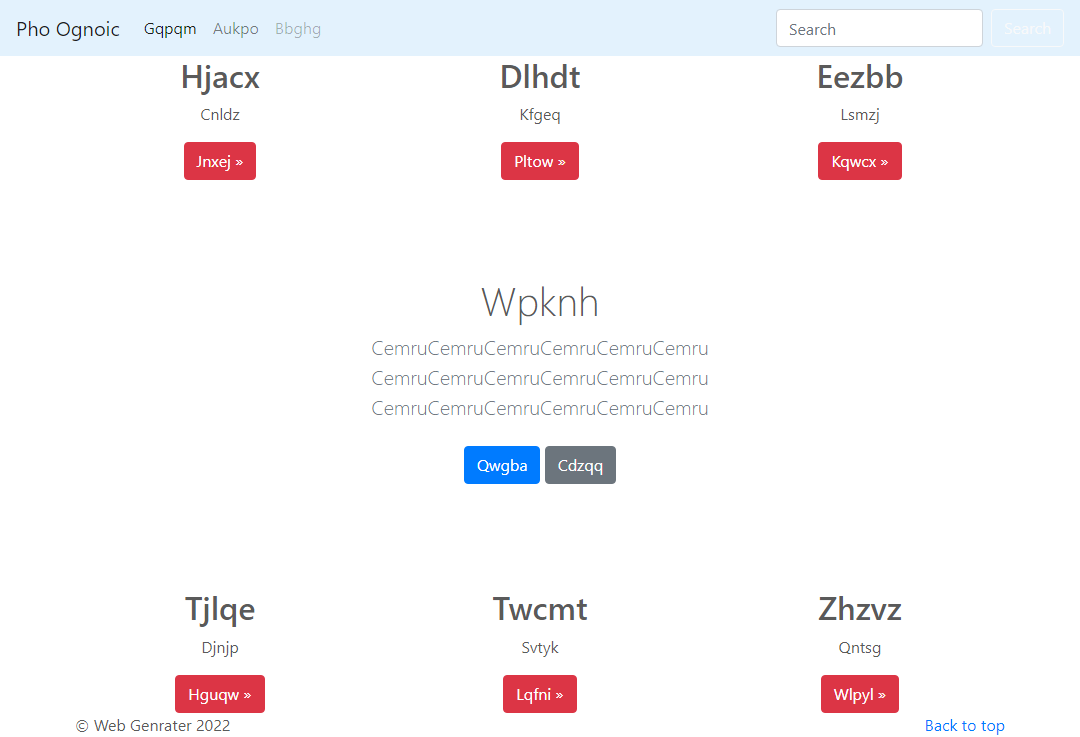 Pho Ognoic Gqpqm Aukpo Bbghg Search Search
Hjacx Dlhdt Eezbb
Cnldz Kfgeq Lsmzj
Jnxej » Pltow » Kqwcx »
Wpknh
CemruCemruCemruCemruCemruCemru
CemruCemruCemruCemruCemruCemru
CemruCemruCemruCemruCemruCemru
Qwgba Cdzqq
Tjlqe Twcmt Zhzvz
Djnjp Svtyk Qntsg
Hguqw » Lqfni » Wlpyl »
© Web Genrater 2022 Back to top